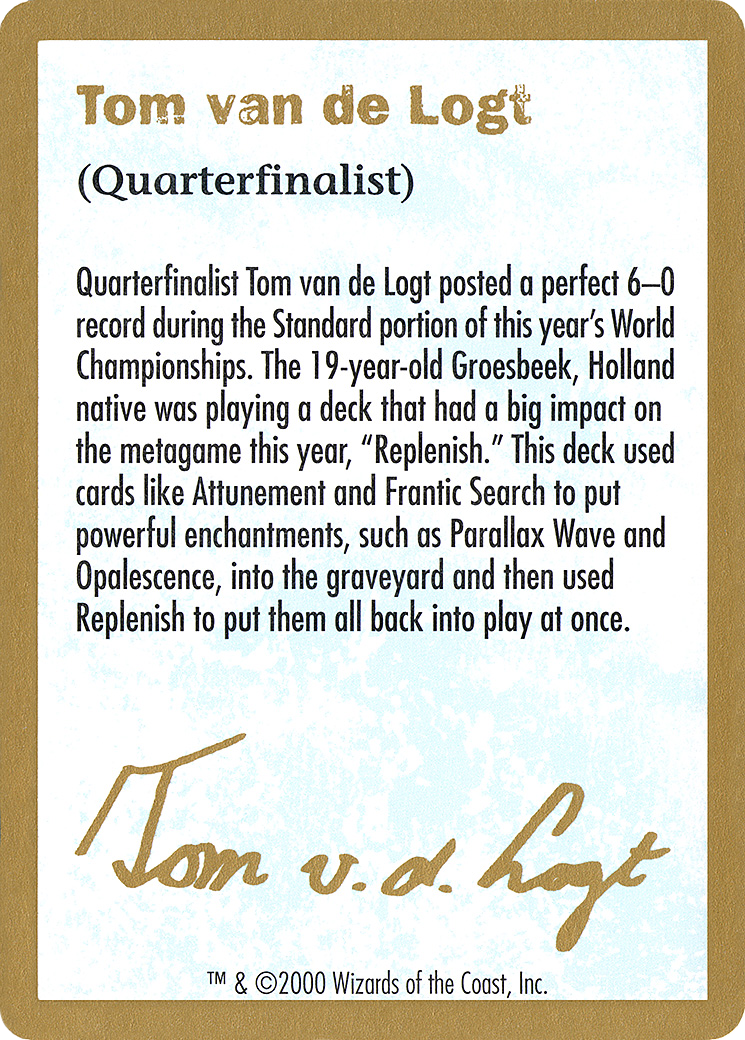 Tom van de Logt
(Quarterfinalist)
Quarterfinalist Tom van de Logt posted a perfect 6–0
record during the Standard portion of this year's World
Championships. The 19-year-old Groesbeek, Holland
native was playing a deck that had a big impact on
the metagame this year, “Replenish.” This deck used
cards like Attunement and Frantic Search to put
powerful enchantments, such as Parallax Wave and
Opalescence, into the graveyard and then used
Replenish to put them all back into play at once.
Tom v. d. Logt
™ & ©2000 Wizards of the Coast, Inc.